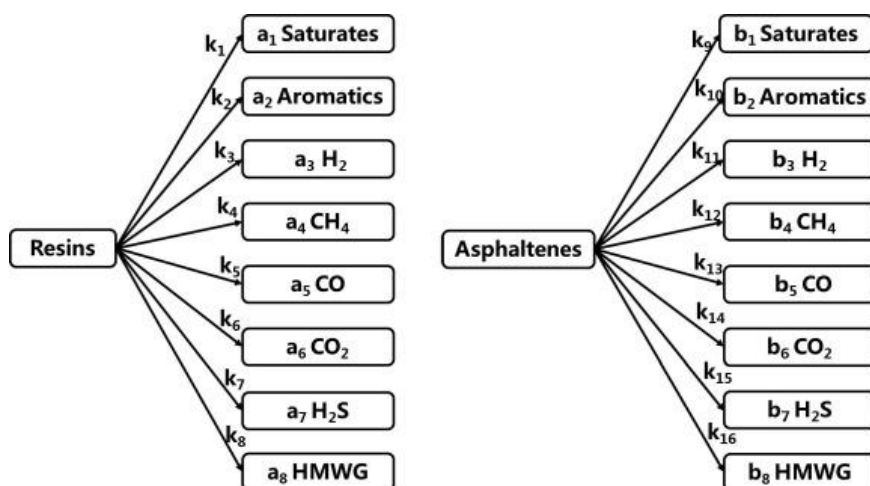 k₁
a₁ Saturates
k₂
a₂ Aromatics
k₃
a₃ H₂
k₄
a₄ CH₄
Resins
k₅
a₅ CO
k₆
a₆ CO₂
k₇
a₇ H₂S
k₈
a₈ HMWG
k₉
b₁ Saturates
k₁₀
b₂ Aromatics
k₁₁
b₃ H₂
k₁₂
b₄ CH₄
Asphaltenes
k₁₃
b₅ CO
k₁₄
b₆ CO₂
k₁₅
b₇ H₂S
k₁₆
b₈ HMWG